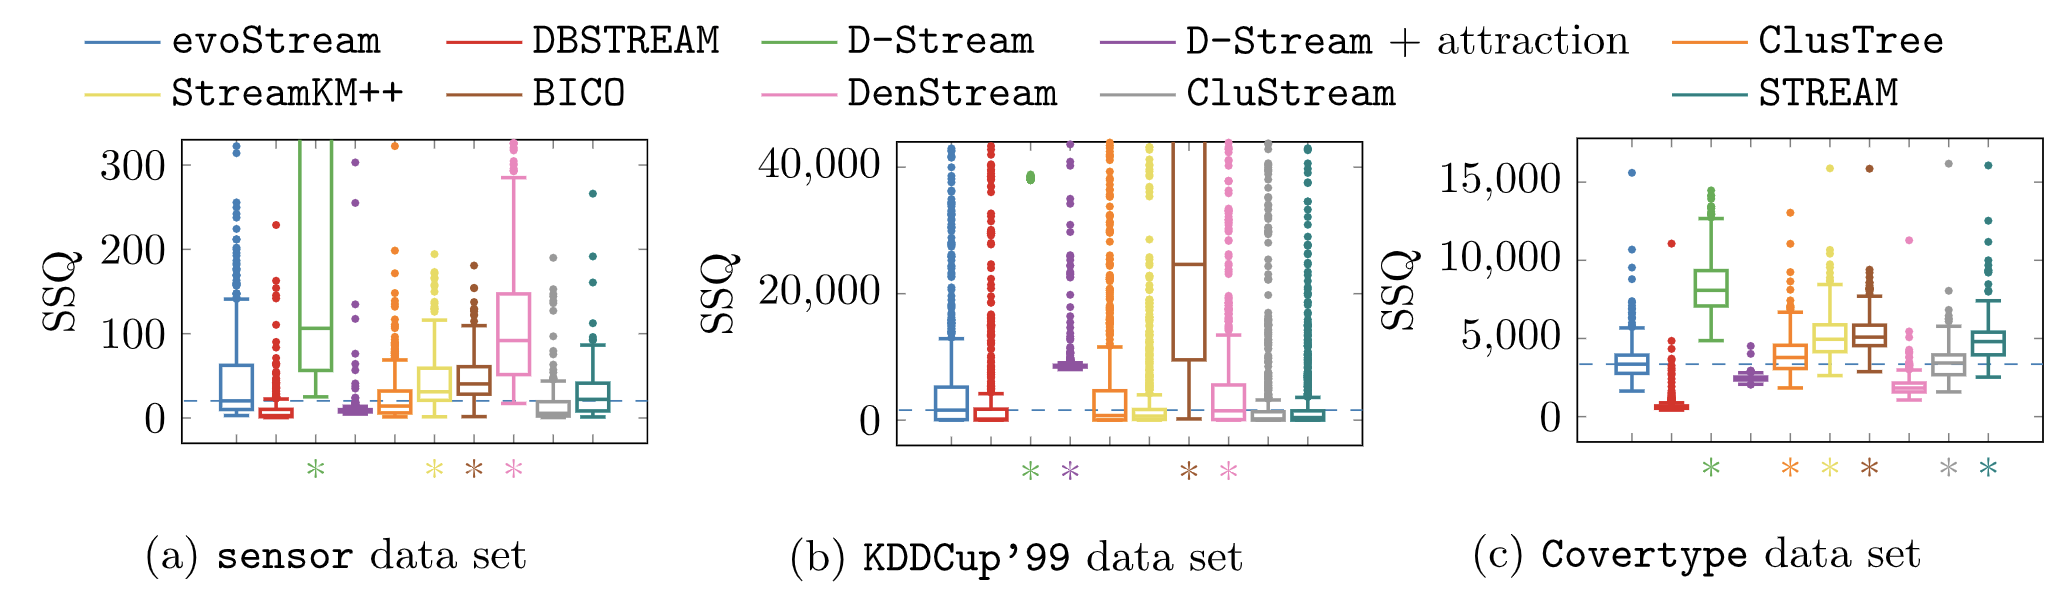 evoStream DBSTREAM D-Stream D-Stream + attraction ClusTree
StreamKM++ BICO DenStream CluStream STREAM
SSQ
300
200
100
0
* * * *
(a) sensor data set
SSQ
40,000
20,000
0
* * * *
(b) KDDCup'99 data set
SSQ
15,000
10,000
5,000
0
* * * * * *
(c) Covertype data set